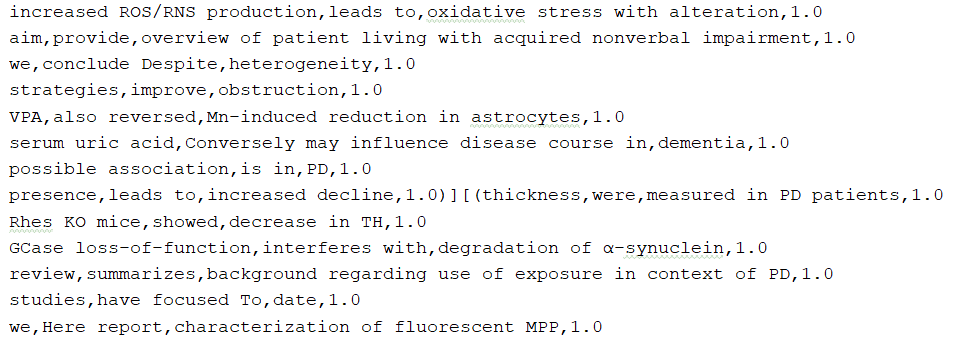 increased ROS/RNS production,leads to,oxidative stress with alteration,1.0
aim,provide,overview of patient living with acquired nonverbal impairment,1.0
we,conclude Despite,heterogeneity,1.0
strategies,improve,obstruction,1.0
VPA,also reversed,Mn-induced reduction in astrocytes,1.0
serum uric acid,Conversely may influence disease course in,dementia,1.0
possible association,is in,PD,1.0
presence,leads to,increased decline,1.0)][(thickness,were,measured in PD patients,1.0
Rhes KO mice,showed,decrease in TH,1.0
GCase loss-of-function,interferes with,degradation of α-synuclein,1.0
review,summarizes,background regarding use of exposure in context of PD,1.0
studies,have focused To,date,1.0
we,Here report,characterization of fluorescent MPP,1.0